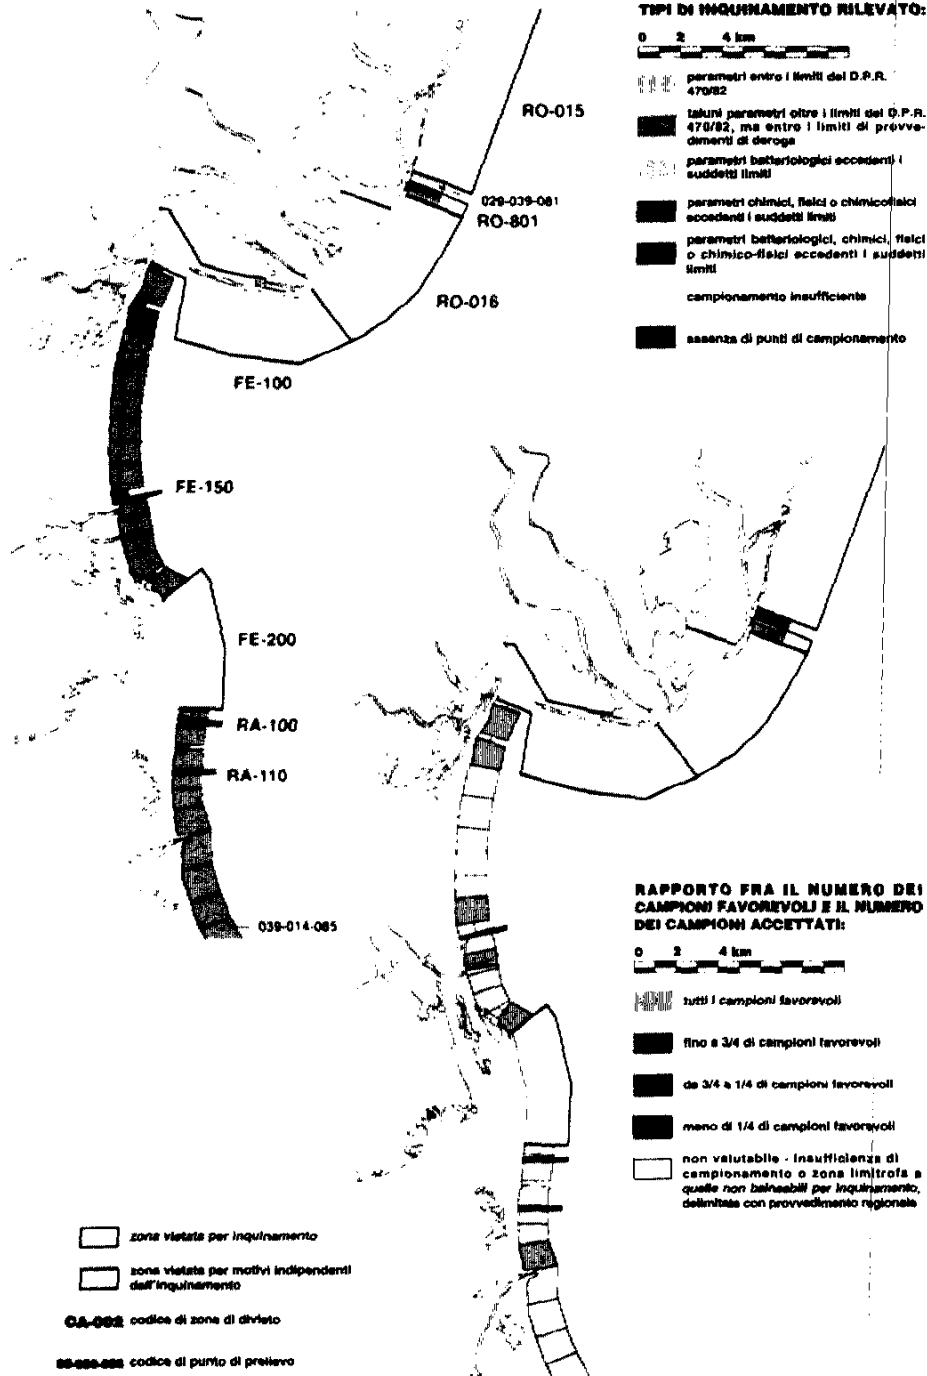 TIPI DI INQUINAMENTO RILEVATO:
0 2 4 km
parametri entro i limiti del D.P.R.
470/82
taluni parametri oltre i limiti del D.P.R.
470/82, ma entro i limiti di provve-
dimenti di deroga
parametri batteriologici eccedenti i
suddetti limiti
parametri chimici, fisici o chimicofisici
eccedenti i suddetti limiti
parametri batteriologici, chimici, fisici
o chimico-fisici eccedenti i suddetti
limiti
campionamento insufficiente
assenza di punti di campionamento
RO-015
029-039-081
RO-801
RO-016
FE-100
FE-150
FE-200
RA-100
RA-110
039-014-085
RAPPORTO FRA IL NUMERO DEI
CAMPIONI FAVOREVOLI E IL NUMERO
DEI CAMPIONI ACCETTATI:
0 2 4 km
tutti i campioni favorevoli
fino a 3/4 di campioni favorevoli
da 3/4 a 1/4 di campioni favorevoli
meno di 1/4 di campioni favorevoli
non valutabile - insufficienza di
campionamento o zona limitrofa a
quelle non balneabili per inquinamento,
delimitate con provvedimento regionale
zona vietata per inquinamento
zona vietata per motivi indipendenti
dall'inquinamento
CA-002 codice di zona di divieto
codice di punto di prelievo